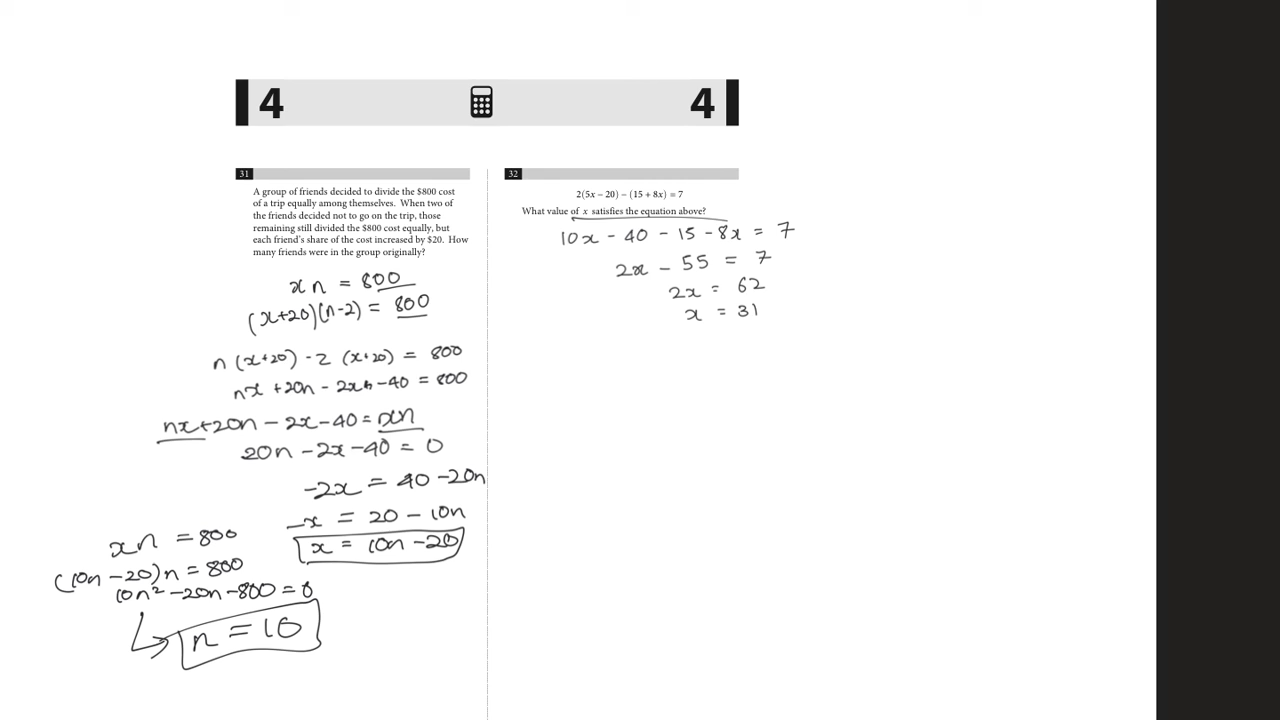 4 4
31
A group of friends decided to divide the $800 cost
of a trip equally among themselves. When two of
the friends decided not to go on the trip, those
remaining still divided the $800 cost equally, but
each friend's share of the cost increased by $20. How
many friends were in the group originally?
xn = 800
(x+20)(n-2) = 800
n(x+20) -2 (x+20) = 800
nx +20n - 2x -40 = 800
nx+20n - 2x -40 = xn
20n -2x -40 = 0
-2x = 40 -20n
-x = 20 - 10n
x = 10n -20
xn = 800
(10n -20)n = 800
10n² -20n -800 = 0
n = 10
32
2(5x − 20) − (15 + 8x) = 7
What value of x satisfies the equation above?
10x - 40 - 15 - 8x = 7
2x - 55 = 7
2x = 62
x = 31